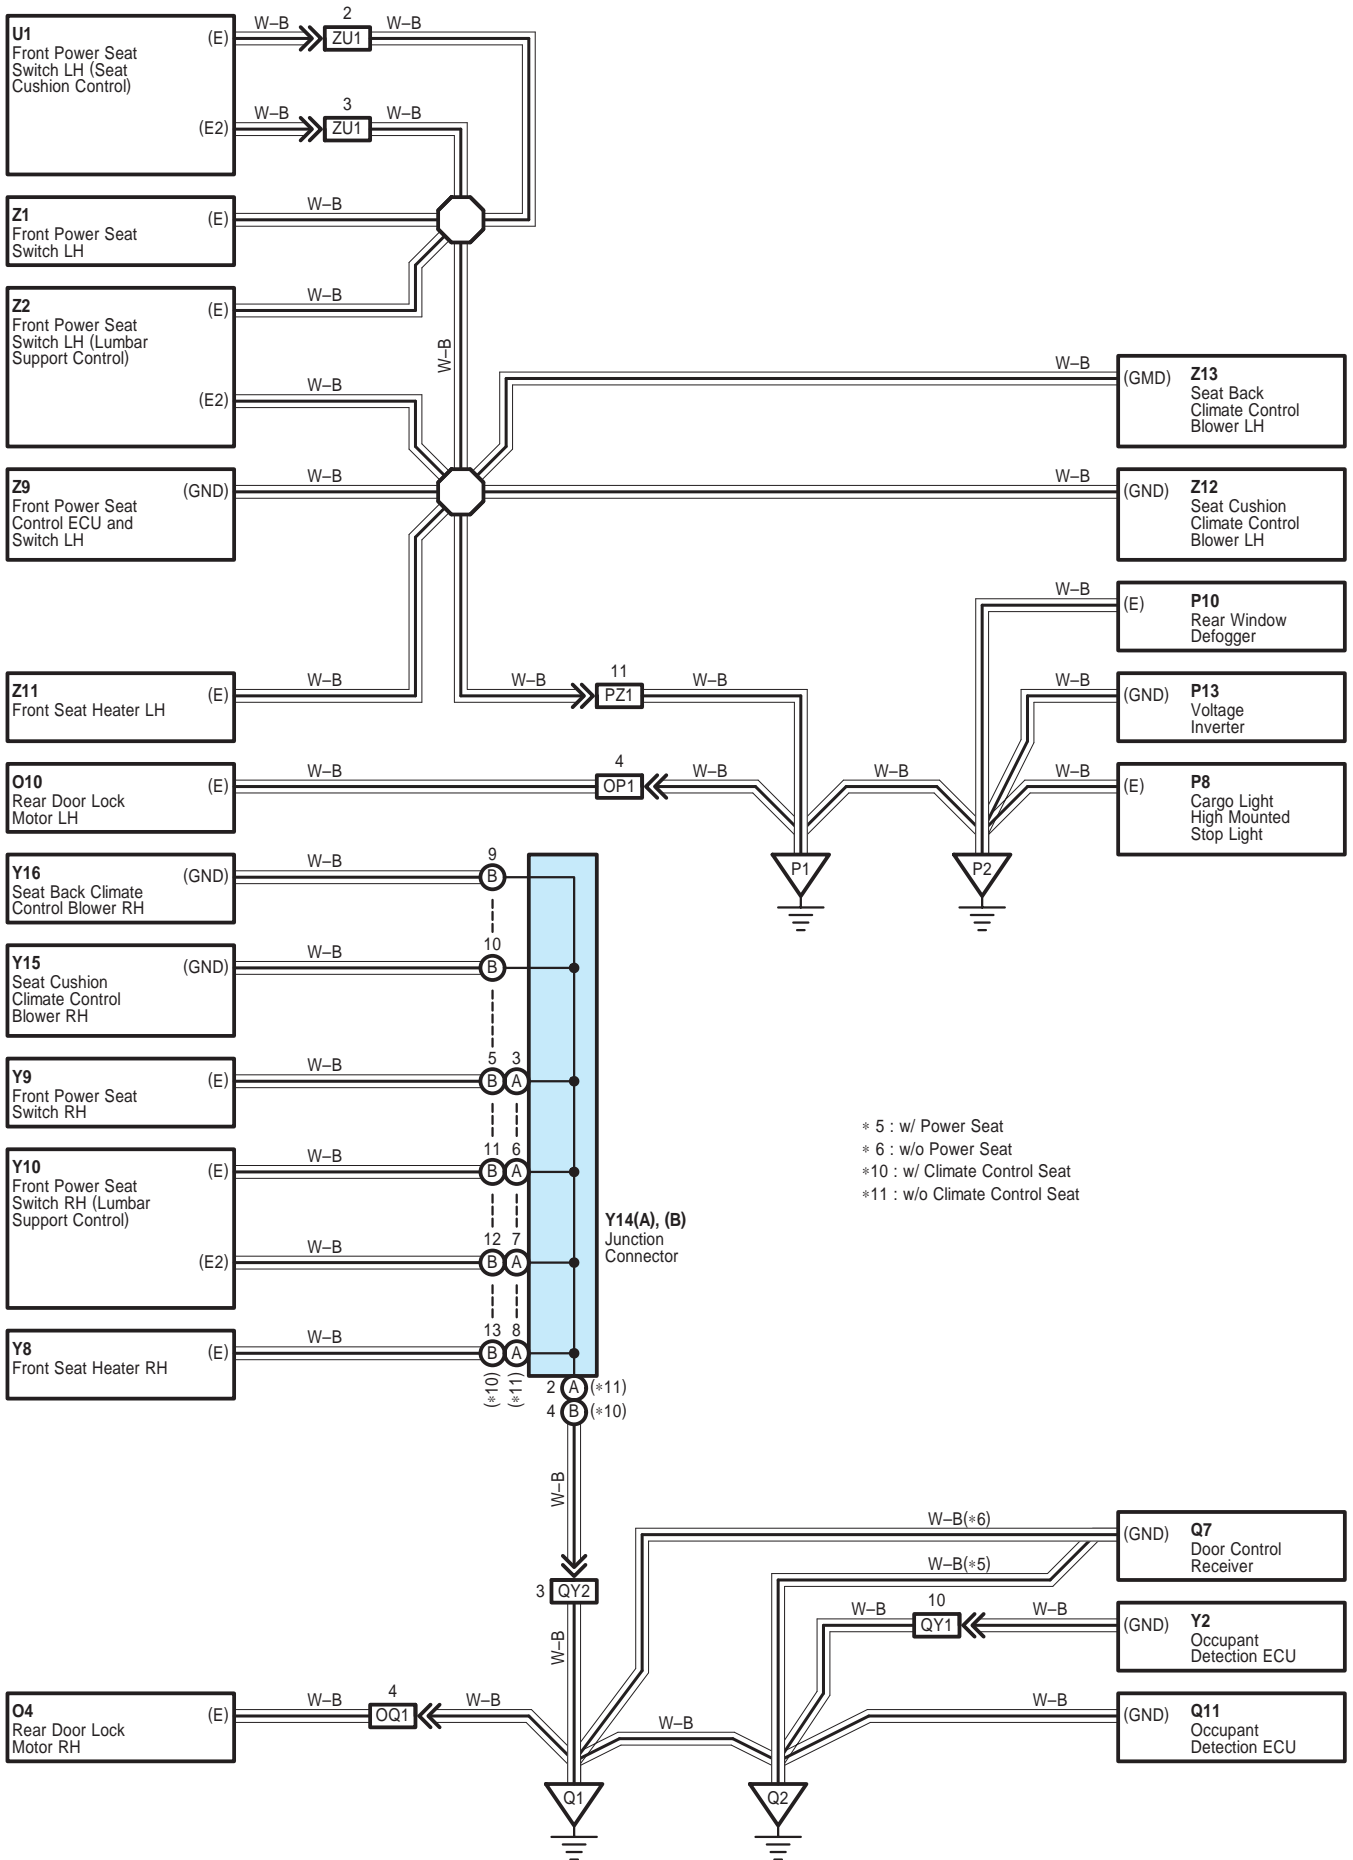 U1
Front Power Seat
Switch LH (Seat
Cushion Control)
(E)
W–B
2
ZU1
W–B
(E2)
W–B
3
ZU1
W–B
Z1
Front Power Seat
Switch LH
(E)
W–B
Z2
Front Power Seat
Switch LH (Lumbar
Support Control)
(E)
W–B
(E2)
W–B
W–B
W–B
(GMD)
Z13
Seat Back
Climate Control
Blower LH
Z9
Front Power Seat
Control ECU and
Switch LH
(GND)
W–B
W–B
(GND)
Z12
Seat Cushion
Climate Control
Blower LH
W–B
(E)
P10
Rear Window
Defogger
Z11
Front Seat Heater LH
(E)
W–B
W–B
11
PZ1
W–B
W–B
(GND)
P13
Voltage
Inverter
O10
Rear Door Lock
Motor LH
(E)
W–B
4
OP1
W–B
W–B
W–B
(E)
P8
Cargo Light
High Mounted
Stop Light
P1
P2
Y16
Seat Back Climate
Control Blower RH
(GND)
W–B
9
B
Y15
Seat Cushion
Climate Control
Blower RH
(GND)
W–B
10
B
Y9
Front Power Seat
Switch RH
(E)
W–B
5 3
B A
Y10
Front Power Seat
Switch RH (Lumbar
Support Control)
(E)
W–B
11 6
B A
(E2)
W–B
12 7
B A
Y8
Front Seat Heater RH
(E)
W–B
13 8
B A
(*10)
(*11)
Y14(A), (B)
Junction
Connector
* 5 : w/ Power Seat
* 6 : w/o Power Seat
*10 : w/ Climate Control Seat
*11 : w/o Climate Control Seat
2 A (*11)
4 B (*10)
W–B
3 QY2
W–B
W–B(*6)
W–B(*5)
(GND)
Q7
Door Control
Receiver
W–B
10
QY1
W–B
(GND)
Y2
Occupant
Detection ECU
O4
Rear Door Lock
Motor RH
(E)
W–B
4
OQ1
W–B
W–B
W–B
(GND)
Q11
Occupant
Detection ECU
Q1
Q2